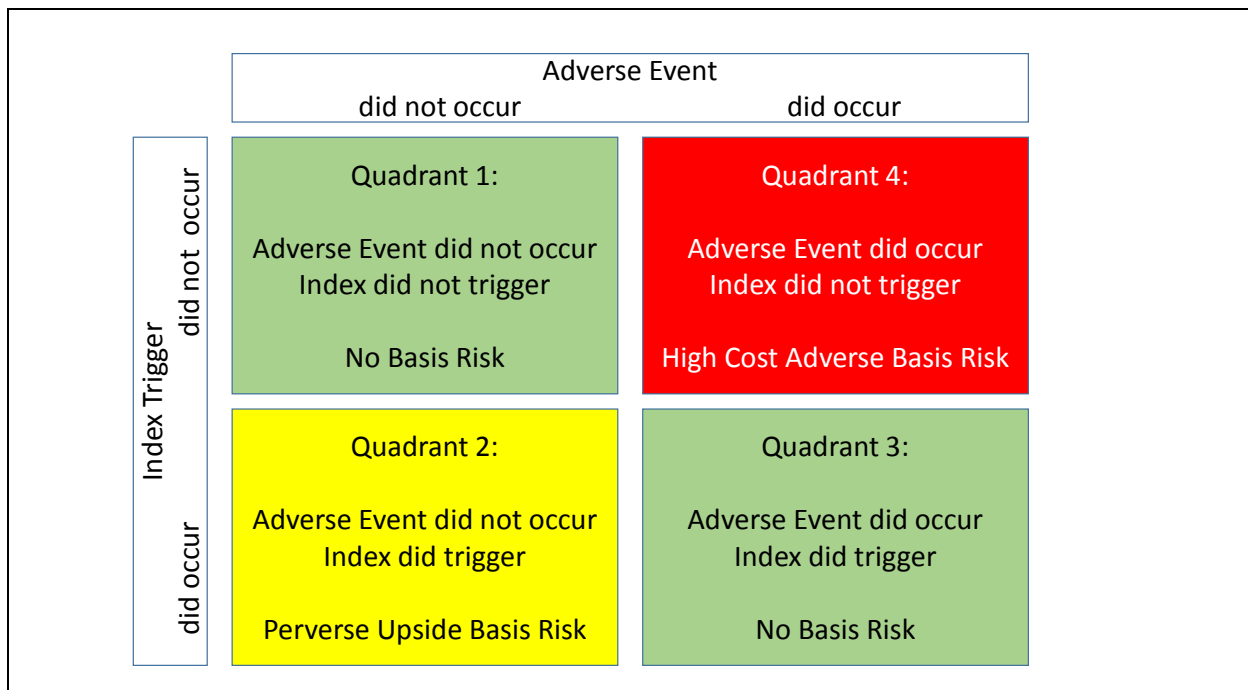 Adverse Event
did not occur
did occur
Index Trigger
did not occur
did occur
Quadrant 1:
Adverse Event did not occur
Index did not trigger
No Basis Risk
Quadrant 4:
Adverse Event did occur
Index did not trigger
High Cost Adverse Basis Risk
Quadrant 2:
Adverse Event did not occur
Index did trigger
Perverse Upside Basis Risk
Quadrant 3:
Adverse Event did occur
Index did trigger
No Basis Risk